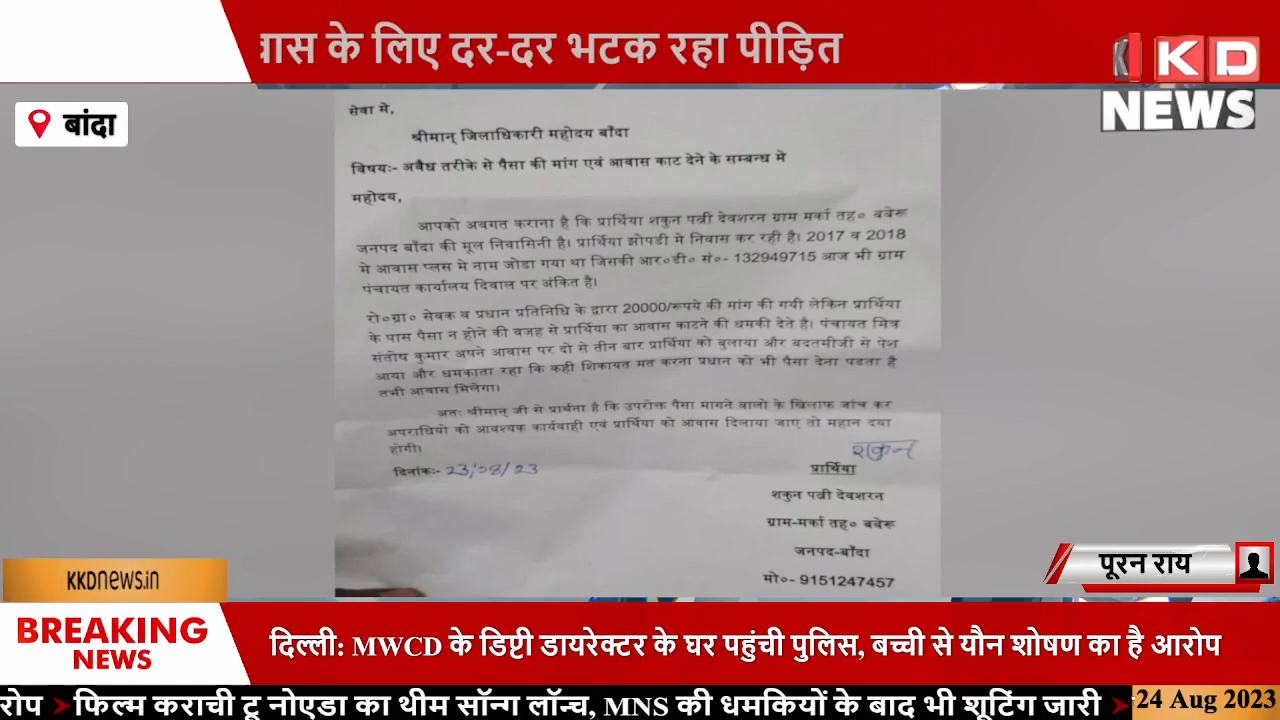 वास के लिए दर-दर भटक रहा पीड़ित
KD
NEWS
बांदा
सेवा मे,
श्रीमान् जिलाधिकारी महोदय बाँदा
विषयः- अवैध तरीके से पैसा की मांग एवं आवास काट देने के सम्बन्ध मे
महोदय,
आपको अवगत कराना है कि प्रार्थिया शकुन पत्नी देवशरन ग्राम मर्का तह० बबेरू
जनपद बाँदा की मूल निवासिनी है। प्रार्थिया झोपडी मे निवास कर रही है। 2017 व 2018
मे आवास प्लस मे नाम जोडा गया था जिसकी आर०डी० सं०- 132949715 आज भी ग्राम
पंचायत कार्यालय दिवाल पर अंकित है।
रो०ग्रा० सेवक व प्रधान प्रतिनिधि के द्वारा 20000/रूपये की मांग की गयी लेकिन प्रार्थिया
के पास पैसा न होने की वजह से प्रार्थिया का आवास काटने की धमकी देते है। पंचायत मित्र
संतोष कुमार अपने आवास पर दो से तीन बार प्रार्थिया को बुलाया और बदतमीजी से पेश
आया और धमकाता रहा कि कही शिकायत मत करना प्रधान को भी पैसा देना पडता है
तभी आवास मिलेगा।
अतः श्रीमान् जी से प्रार्थना है कि उपरोक्त पैसा मागने वालो के खिलाफ जांच कर
अपराधियो को आवश्यक कार्यवाही एवं प्रार्थिया को आवास दिलाया जाए तो महान दया
होगी।
शकुन
दिनांकः- 23/08/23
प्रार्थिया
शकुन पत्नी देवशरन
ग्राम-मर्का तह० बबेरू
जनपद-बाँदा
मो०- 9151247457
पूरन राय
KKDNEWS.IN
BREAKING
NEWS
दिल्ली: MWCD के डिप्टी डायरेक्टर के घर पहुंची पुलिस, बच्ची से यौन शोषण का है आरोप
रोप फिल्म कराची टू नोएडा का थीम सॉन्ग लॉन्च, MNS की धमकियों के बाद भी शूटिंग जारी
24 Aug 2023